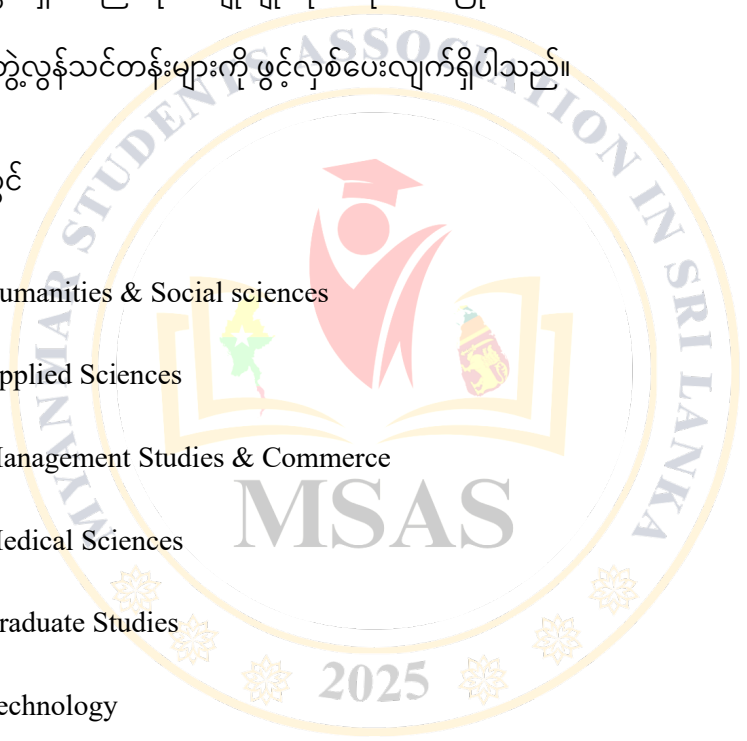 တွဲလွန်သင်တန်းများကို ဖွင့်လှစ်ပေးလျက်ရှိပါသည်။
umanities & Social sciences
pplied Sciences
anagement Studies & Commerce
edical Sciences
raduate Studies
echnology
MYANMAR STUDENTS ASSOCIATION IN SRI LANKA
MSAS
2025